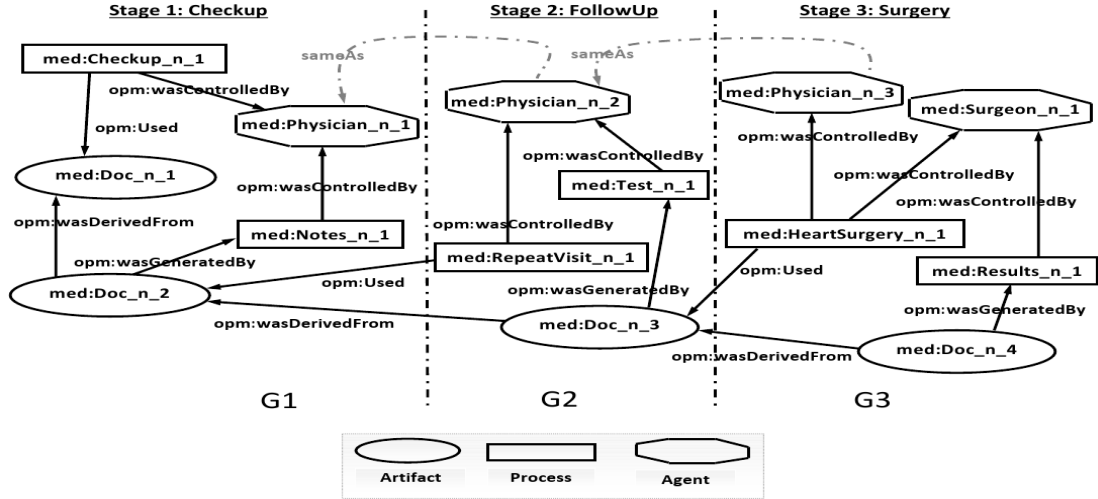 Stage 1: Checkup
Stage 2: FollowUp
Stage 3: Surgery
med:Checkup_n_1
sameAs
sameAs
opm:wasControlledBy
med:Physician_n_1
med:Physician_n_2
med:Physician_n_3
med:Surgeon_n_1
opm:Used
opm:wasControlledBy
opm:wasControlledBy
med:Doc_n_1
opm:wasControlledBy
med:Test_n_1
opm:wasControlledBy
opm:wasControlledBy
opm:wasDerivedFrom
med:Notes_n_1
opm:wasControlledBy
med:HeartSurgery_n_1
opm:wasGeneratedBy
med:RepeatVisit_n_1
opm:Used
med:Results_n_1
med:Doc_n_2
opm:Used
opm:wasGeneratedBy
opm:wasGeneratedBy
opm:wasDerivedFrom
med:Doc_n_3
opm:wasDerivedFrom
med:Doc_n_4
G1
G2
G3
Artifact
Process
Agent